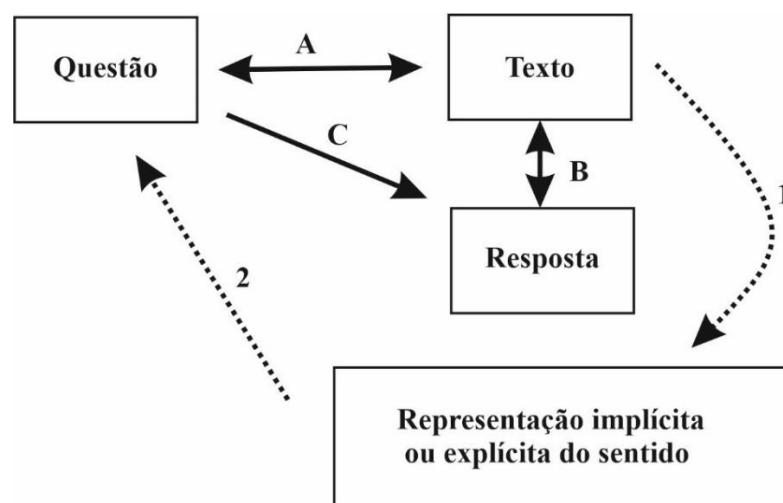 Questão
A
Texto
C
B
1
Resposta
2
Representação implícita
ou explícita do sentido